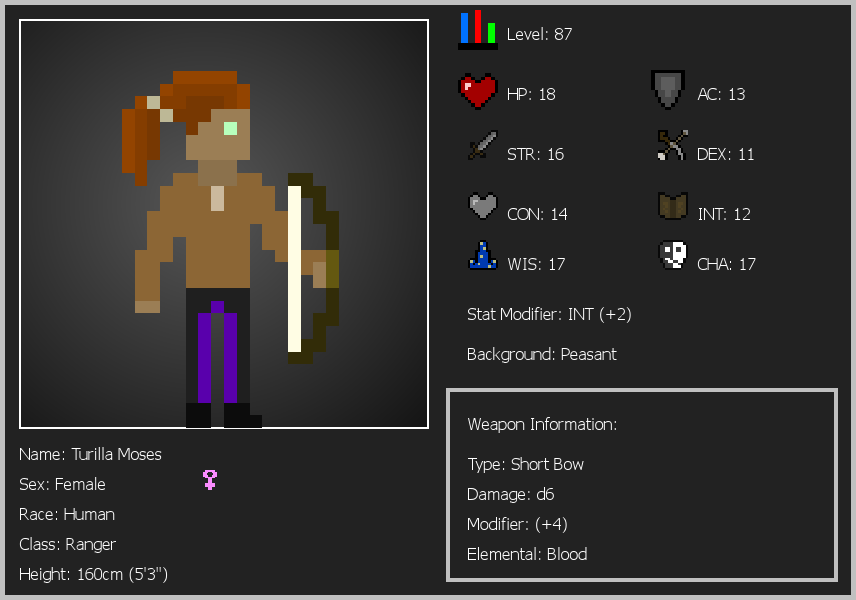 Level: 87
HP: 18
AC: 13
STR: 16
DEX: 11
CON: 14
INT: 12
WIS: 17
CHA: 17
Stat Modifier: INT (+2)
Background: Peasant
Weapon Information:
Type: Short Bow
Damage: d6
Modifier: (+4)
Elemental: Blood
Name: Turilla Moses
Sex: Female
Race: Human
Class: Ranger
Height: 160cm (5'3")